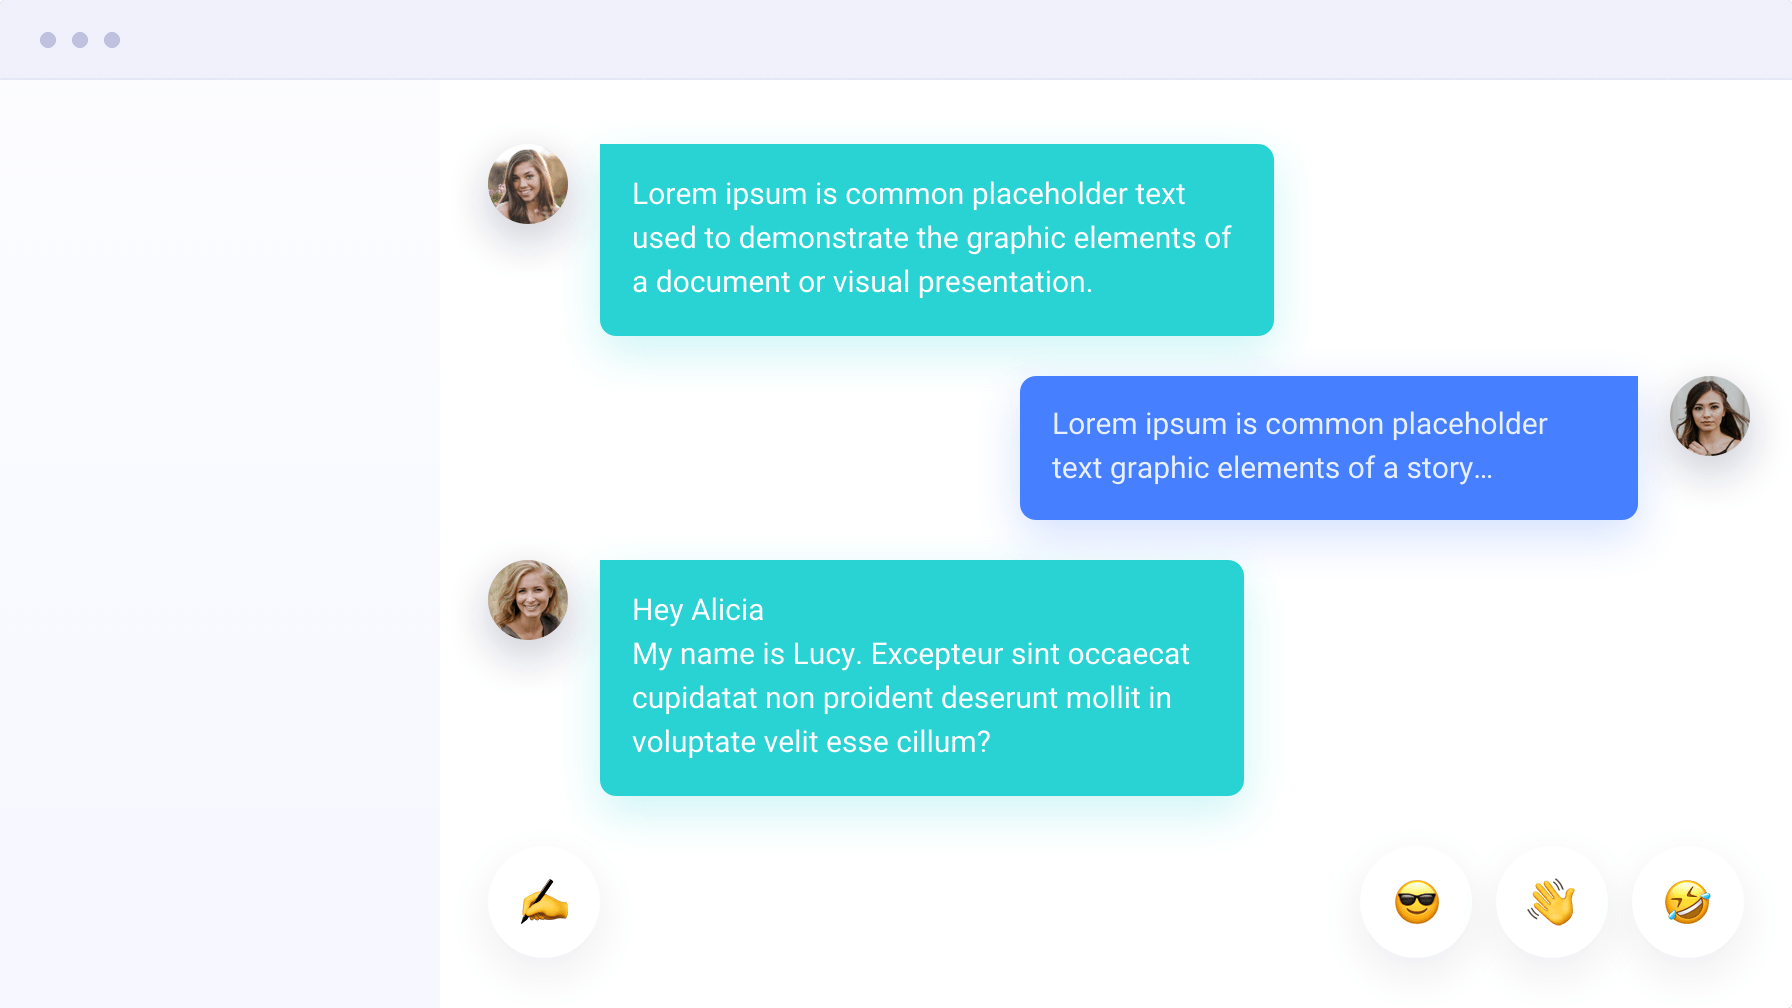 Lorem ipsum is common placeholder text
used to demonstrate the graphic elements of
a document or visual presentation.
Lorem ipsum is common placeholder
text graphic elements of a story...
Hey Alicia
My name is Lucy. Excepteur sint occaecat
cupidatat non proident deserunt mollit in
voluptate velit esse cillum?